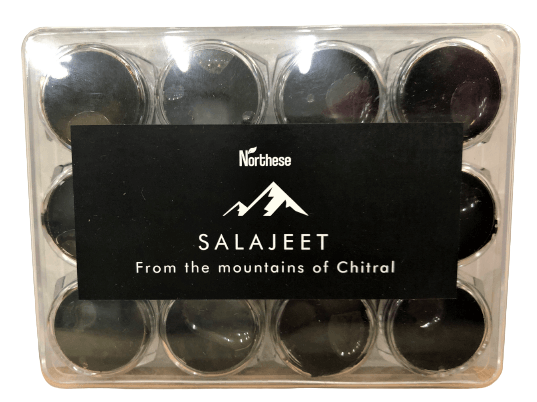 Northese
SALAJEET
From the mountains of Chitral